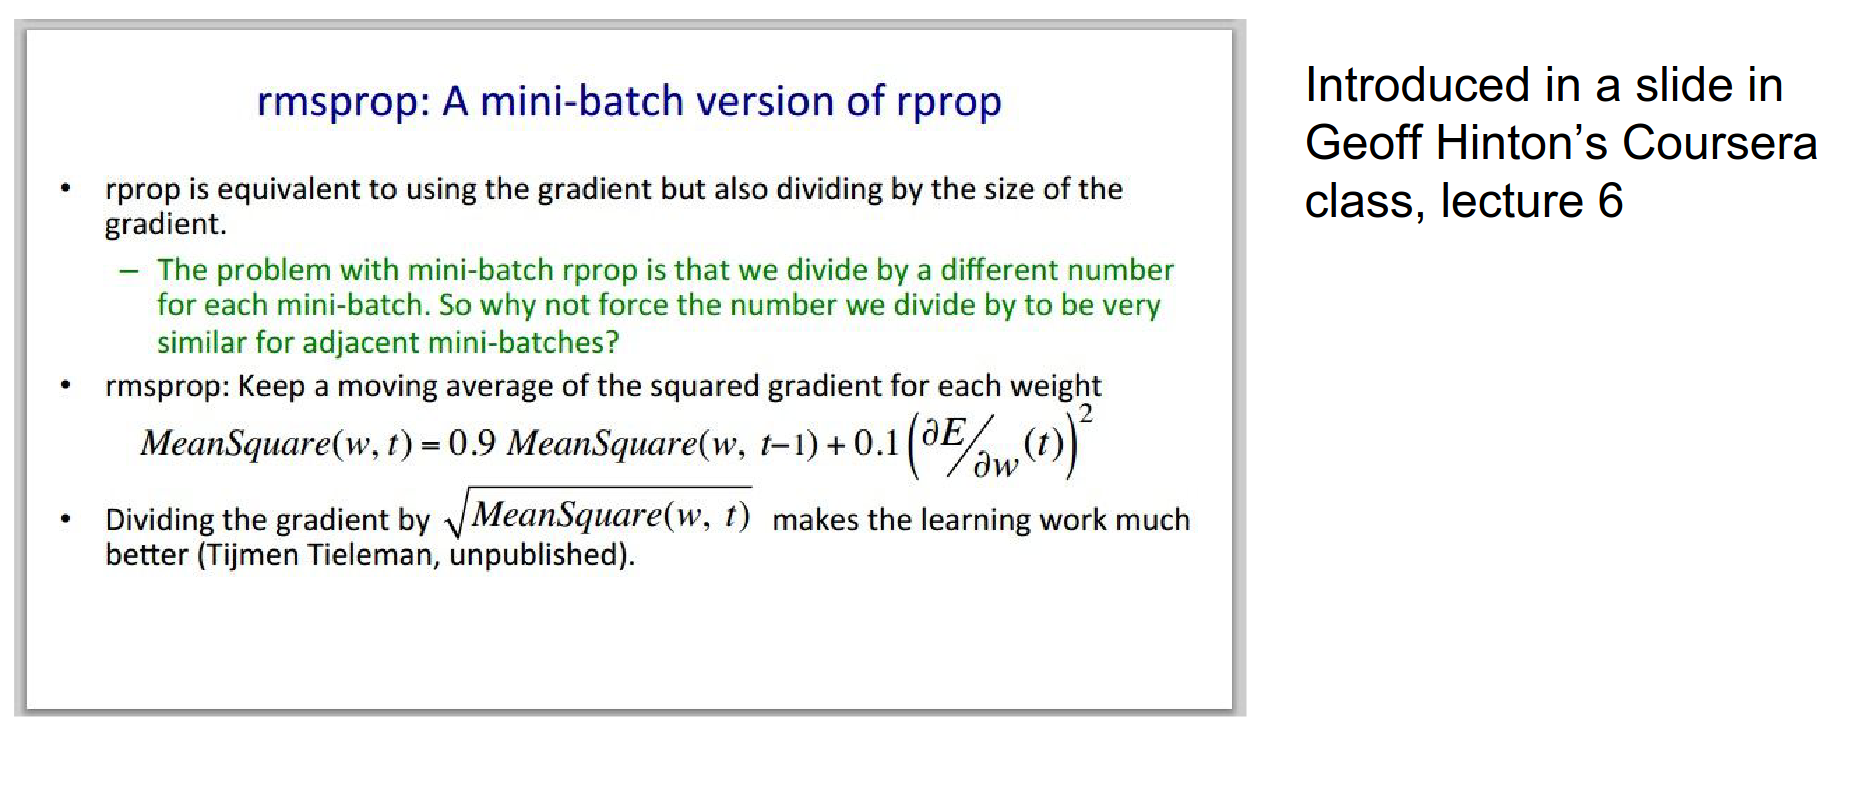 rmsprop: A mini-batch version of rprop
• rprop is equivalent to using the gradient but also dividing by the size of the
gradient.
– The problem with mini-batch rprop is that we divide by a different number
for each mini-batch. So why not force the number we divide by to be very
similar for adjacent mini-batches?
• rmsprop: Keep a moving average of the squared gradient for each weight
MeanSquare(w, t) = 0.9 MeanSquare(w, t−1) + 0.1 (∂E/∂w (t))²
• Dividing the gradient by √MeanSquare(w, t) makes the learning work much
better (Tijmen Tieleman, unpublished).
Introduced in a slide in
Geoff Hinton’s Coursera
class, lecture 6